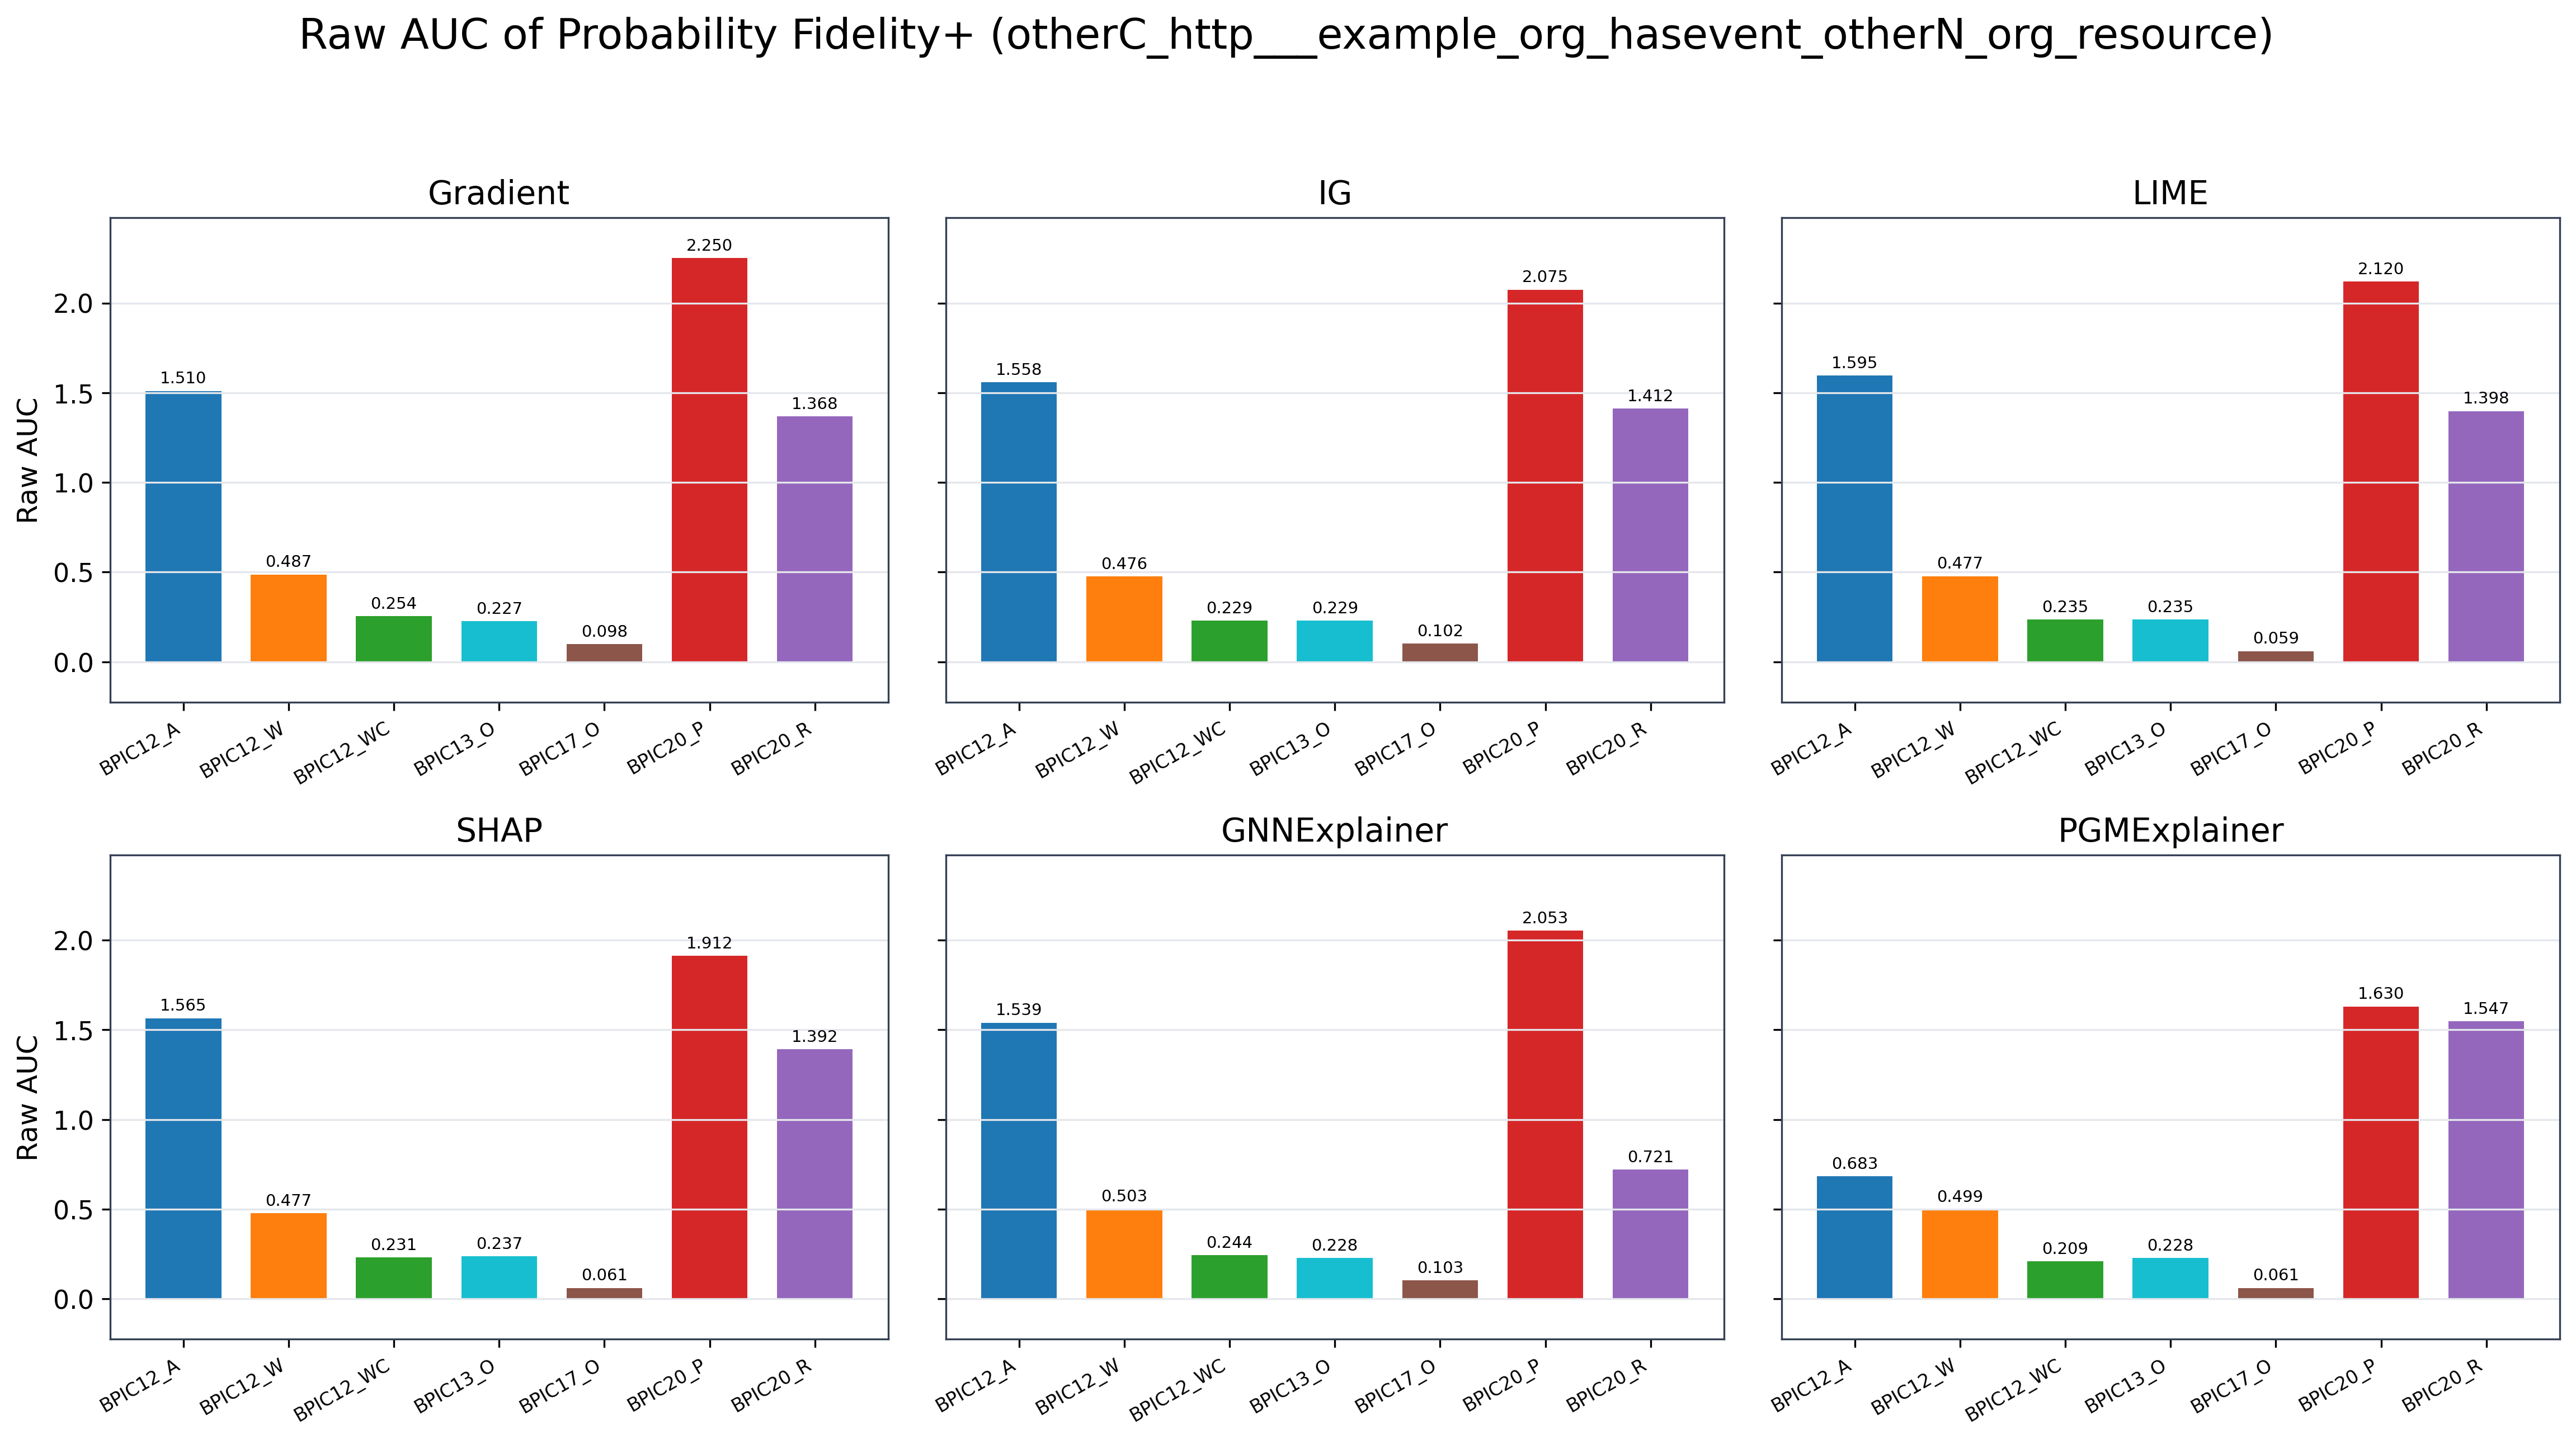 Raw AUC of Probability Fidelity+ (otherC_http___example_org_hasevent_otherN_org_resource)
Gradient
Raw AUC
2.0
1.5
1.0
0.5
0.0
1.510
0.487
0.254
0.227
0.098
2.250
1.368
BPIC12_A
BPIC12_W
BPIC12_WC
BPIC13_O
BPIC17_O
BPIC20_P
BPIC20_R
IG
1.558
0.476
0.229
0.229
0.102
2.075
1.412
BPIC12_A
BPIC12_W
BPIC12_WC
BPIC13_O
BPIC17_O
BPIC20_P
BPIC20_R
LIME
1.595
0.477
0.235
0.235
0.059
2.120
1.398
BPIC12_A
BPIC12_W
BPIC12_WC
BPIC13_O
BPIC17_O
BPIC20_P
BPIC20_R
SHAP
Raw AUC
2.0
1.5
1.0
0.5
0.0
1.565
0.477
0.231
0.237
0.061
1.912
1.392
BPIC12_A
BPIC12_W
BPIC12_WC
BPIC13_O
BPIC17_O
BPIC20_P
BPIC20_R
GNNExplainer
1.539
0.503
0.244
0.228
0.103
2.053
0.721
BPIC12_A
BPIC12_W
BPIC12_WC
BPIC13_O
BPIC17_O
BPIC20_P
BPIC20_R
PGMExplainer
0.683
0.499
0.209
0.228
0.061
1.630
1.547
BPIC12_A
BPIC12_W
BPIC12_WC
BPIC13_O
BPIC17_O
BPIC20_P
BPIC20_R